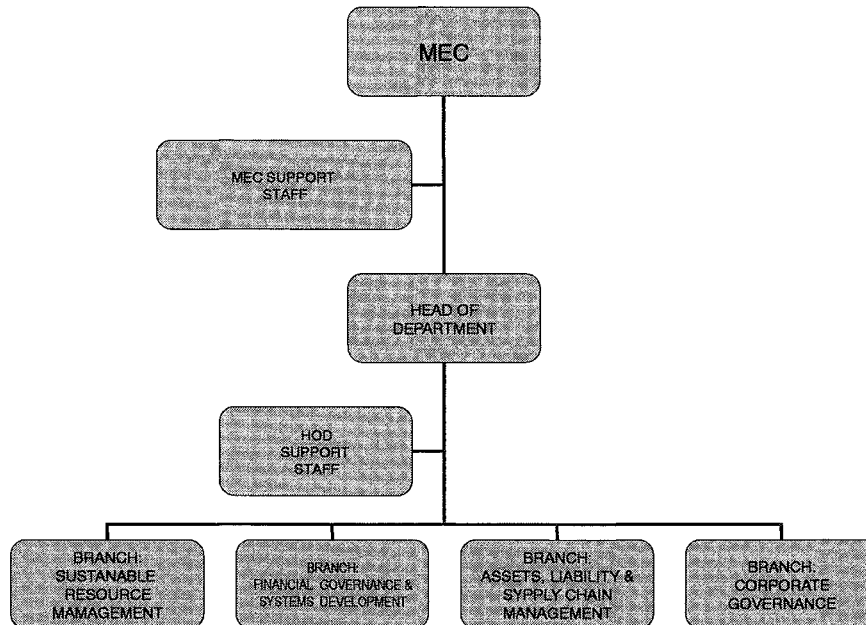 MEC
MEC SUPPORT
STAFF
HEAD OF
DEPARTMENT
HOD
SUPPORT
STAFF
BRANCH:
SUSTANABLE
RESOURCE
MAMAGEMENT
BRANCH:
FINANCIAL GOVERNANCE &
SYSTEMS DEVELOPMENT
BRANCH:
ASSETS, LIABILITY &
SYPPLY CHAIN
MANAGEMENT
BRANCH:
CORPORATE
GOVERNANCE